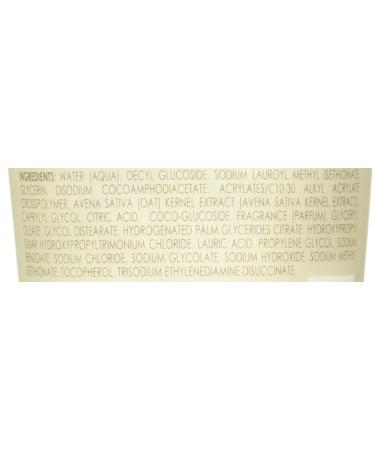 INGREDIENTS: WATER (AQUA). DECYL GLUCOSIDE. SODIUM LAUROYL METHYL ISETHIONATE
GLYCERIN. DISODIUM COCOAMPHODIACETATE. ACRYLATES/C10-30 ALKYL ACRYLATE
CROSSPOLYMER. AVENA SATIVA (OAT) KERNEL EXTRACT (AVENA SATIVA KERNEL EXTRACT).
CAPRYLYL GLYCOL. CITRIC ACID. COCO-GLUCOSIDE. FRAGRANCE (PARFUM). GLYCERYL
OLEATE. GLYCOL DISTEARATE. HYDROGENATED PALM GLYCERIDES CITRATE. HYDROXYPROPYL
GUAR HYDROXYPROPYLTRIMONIUM CHLORIDE. LAURIC ACID. PROPYLENE GLYCOL. SODIUM
BENZOATE. SODIUM CHLORIDE. SODIUM GLYCOLATE. SODIUM HYDROXIDE. SODIUM METHYL
ISETHIONATE. TOCOPHEROL. TRISODIUM ETHYLENEDIAMINE DISUCCINATE.